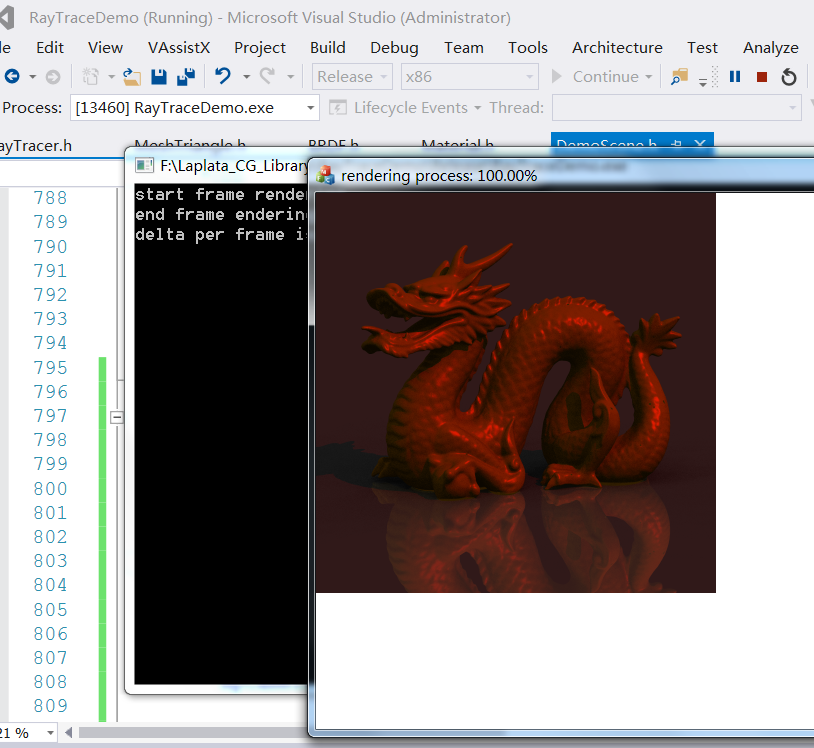 RayTraceDemo (Running) - Microsoft Visual Studio (Administrator)
le Edit View VAssistX Project Build Debug Team Tools Architecture Test Analyze
Release x86 Continue
Process: [13460] RayTraceDemo.exe Lifecycle Events Thread:
ayTracer.h MeshTriangle.h BRDF.h Material.h DemoScene.h
F:\Laplata_CG_Library
rendering process: 100.00%
start frame rende
end frame endering
delta per frame is
788
789
790
791
792
793
794
795
796
797
798
799
800
801
802
803
804
805
806
807
808
809
21 %